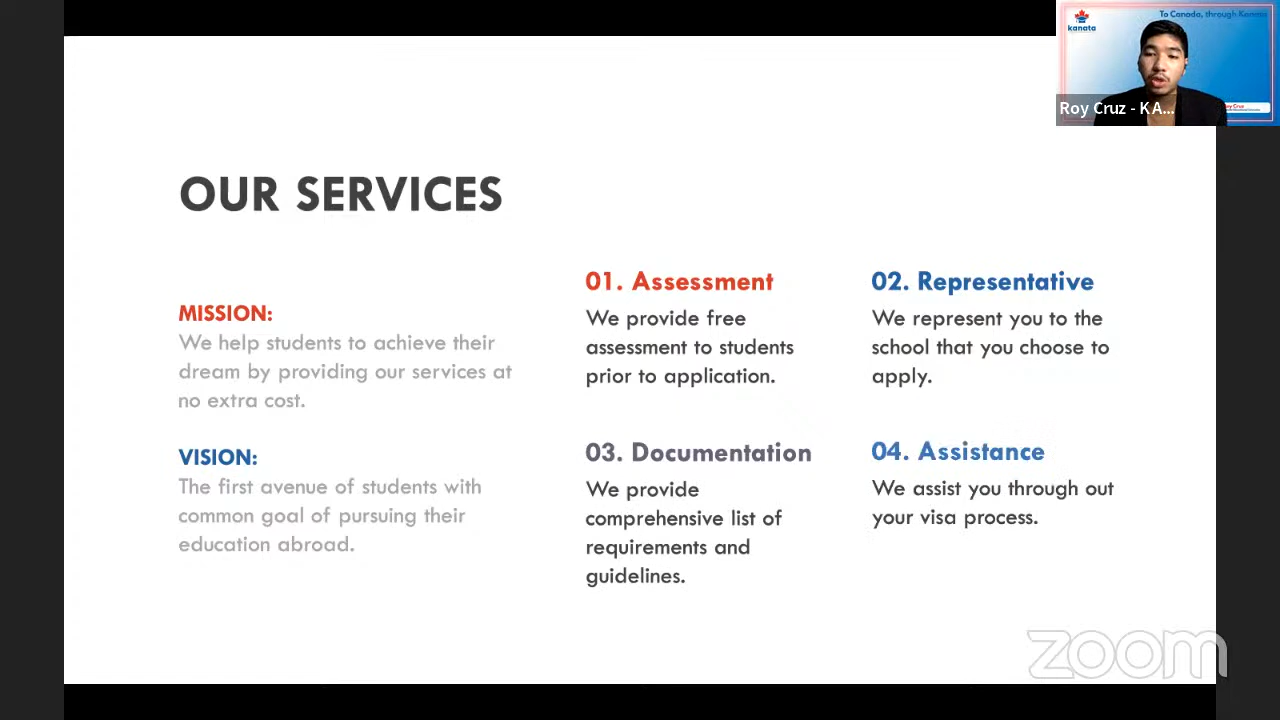 To Canada, through Kanata
kanata
Roy Cruz
Roy Cruz - KA...
OUR SERVICES
MISSION:
We help students to achieve their
dream by providing our services at
no extra cost.
VISION:
The first avenue of students with
common goal of pursuing their
education abroad.
01. Assessment
We provide free
assessment to students
prior to application.
02. Representative
We represent you to the
school that you choose to
apply.
03. Documentation
We provide
comprehensive list of
requirements and
guidelines.
04. Assistance
We assist you through out
your visa process.
zoom